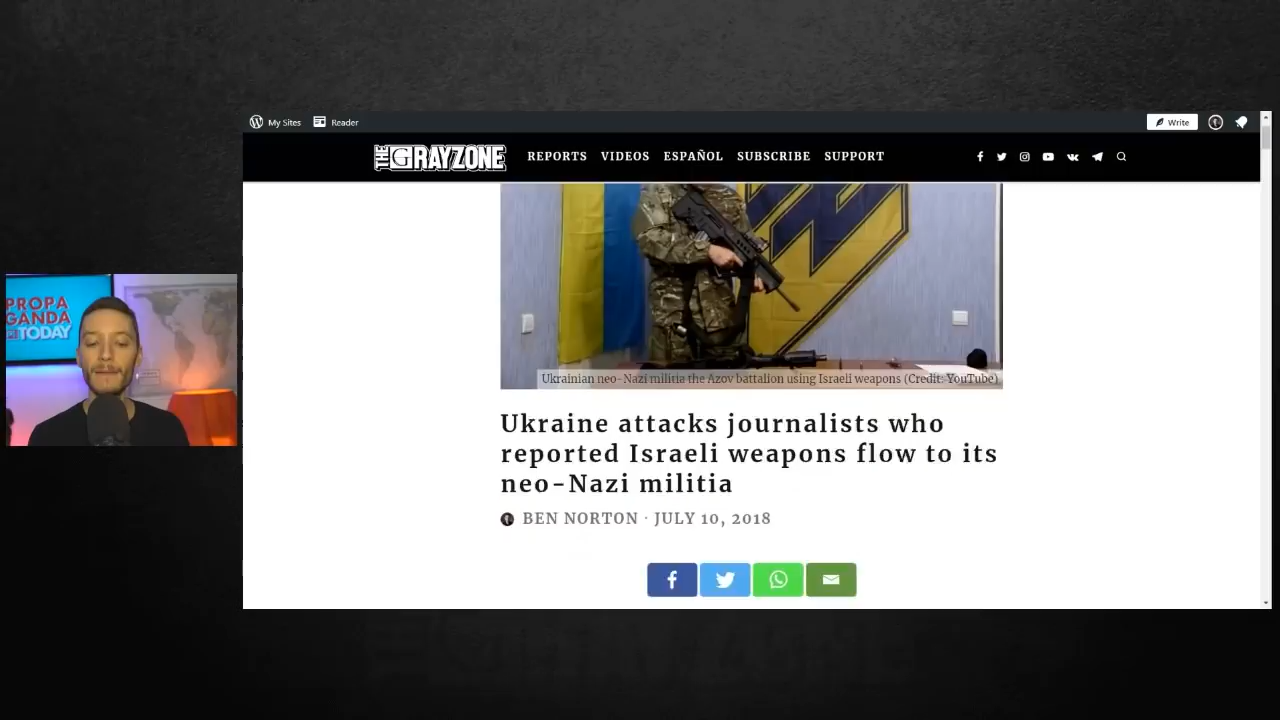 My Sites
Reader
Write
THE GRAYZONE
REPORTS VIDEOS ESPAÑOL SUBSCRIBE SUPPORT
PROPA
GANDA
TODAY
Ukrainian neo-Nazi militia the Azov battalion using Israeli weapons (Credit: YouTube)
Ukraine attacks journalists who
reported Israeli weapons flow to its
neo-Nazi militia
BEN NORTON · JULY 10, 2018